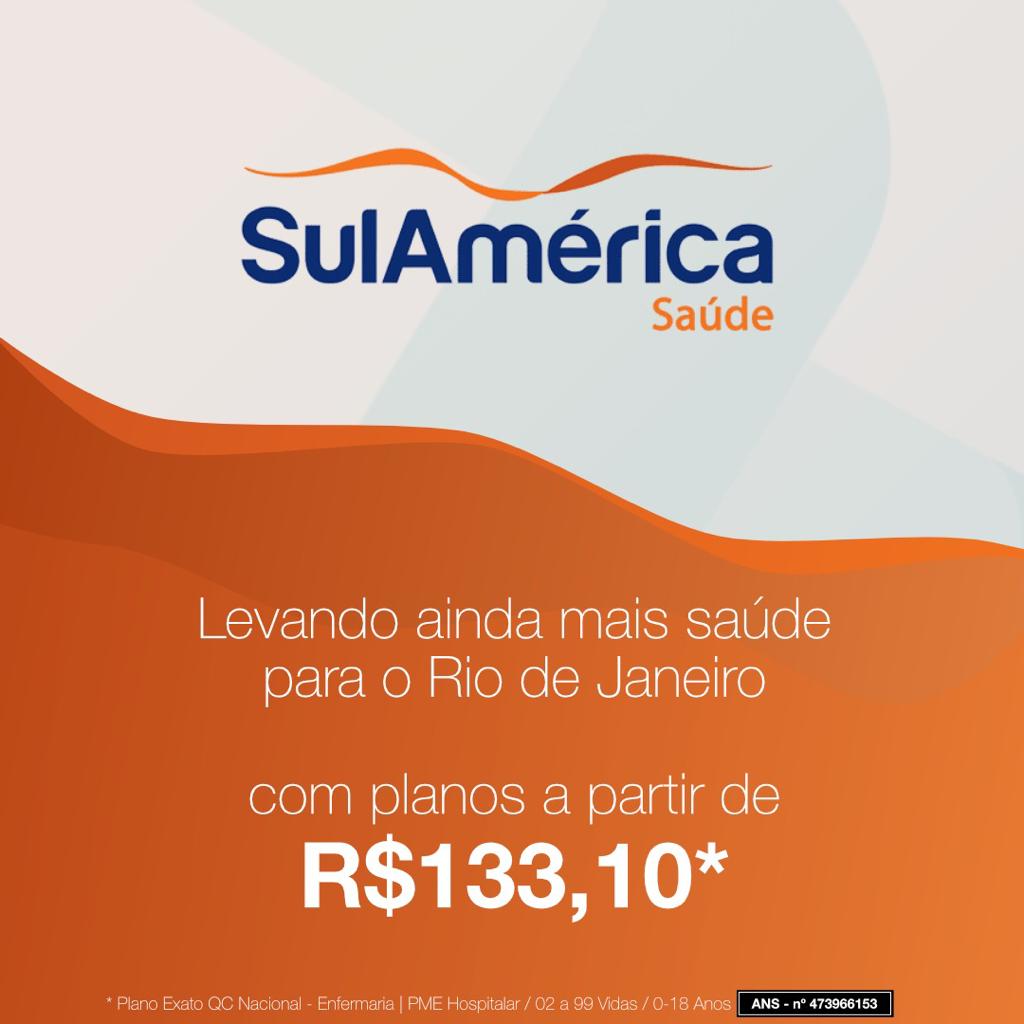 SulAmérica
Saúde
Levando ainda mais saúde
para o Rio de Janeiro
com planos a partir de
R$133,10*
* Plano Exato QC Nacional - Enfermaria | PME Hospitalar / 02 a 99 Vidas / 0-18 Anos ANS - nº 473966153